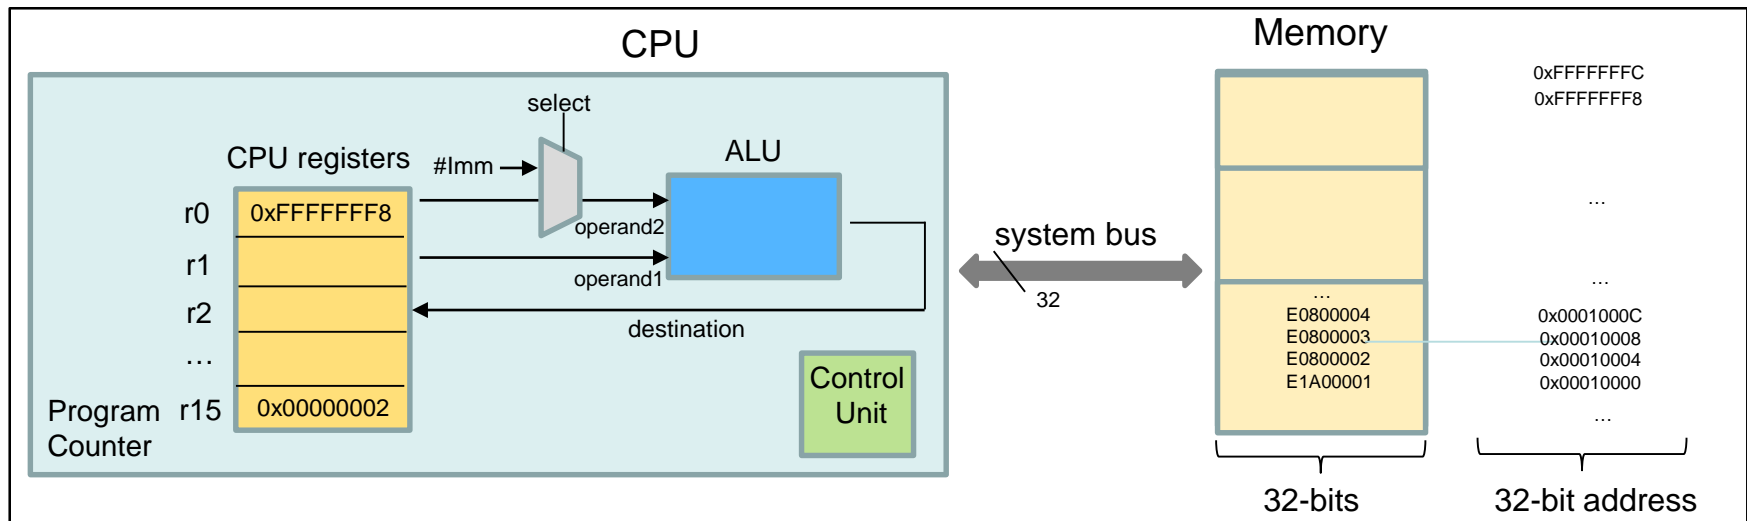 CPU
Memory
select
CPU registers
#Imm
ALU
r0
0xFFFFFFF8
operand2
r1
operand1
r2
destination
…
Program
Counter
r15
0x00000002
Control
Unit
system bus
32
0xFFFFFFFC
0xFFFFFFF8
…
…
…
E0800004
0x0001000C
E0800003
0x00010008
E0800002
0x00010004
E1A00001
0x00010000
…
32-bits
32-bit address